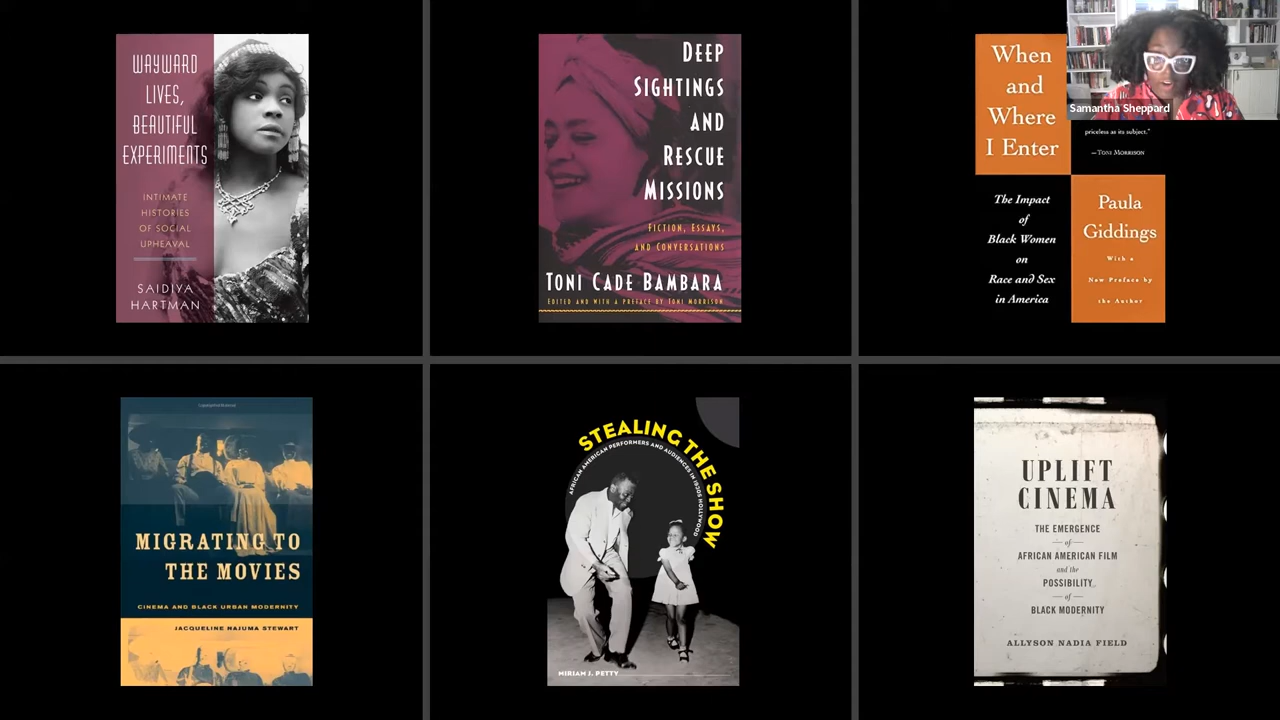 WAYWARD
LIVES,
BEAUTIFUL
EXPERIMENTS
INTIMATE
HISTORIES
OF SOCIAL
UPHEAVAL
SAIDIYA
HARTMAN
DEEP
SIGHTINGS
AND
RESCUE
MISSIONS
FICTION, ESSAYS,
AND CONVERSATIONS
TONI CADE BAMBARA
EDITED AND WITH A PREFACE BY TONI MORRISON
When
and
Where
I Enter
Samantha Sheppard
priceless as its subject."
—TONI MORRISON
The Impact
of
Black Women
on
Race and Sex
in America
Paula
Giddings
With a
New Preface by
the Author
MIGRATING TO
THE MOVIES
CINEMA AND BLACK URBAN MODERNITY
JACQUELINE NAJUMA STEWART
STEALING THE SHOW
AFRICAN AMERICAN PERFORMERS AND AUDIENCES IN 1930S HOLLYWOOD
MIRIAM J. PETTY
UPLIFT
CINEMA
THE EMERGENCE
of
AFRICAN AMERICAN FILM
and the
POSSIBILITY
of
BLACK MODERNITY
ALLYSON NADIA FIELD